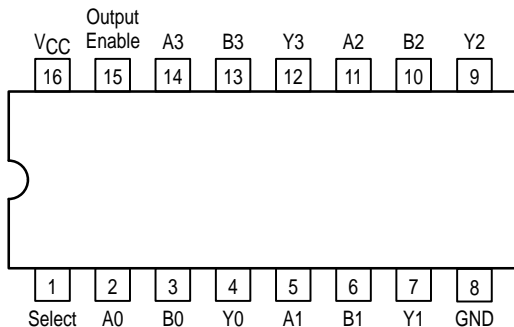 Output
VCC Enable A3 B3 Y3 A2 B2 Y2
16 15 14 13 12 11 10 9
1 2 3 4 5 6 7 8
Select A0 B0 Y0 A1 B1 Y1 GND